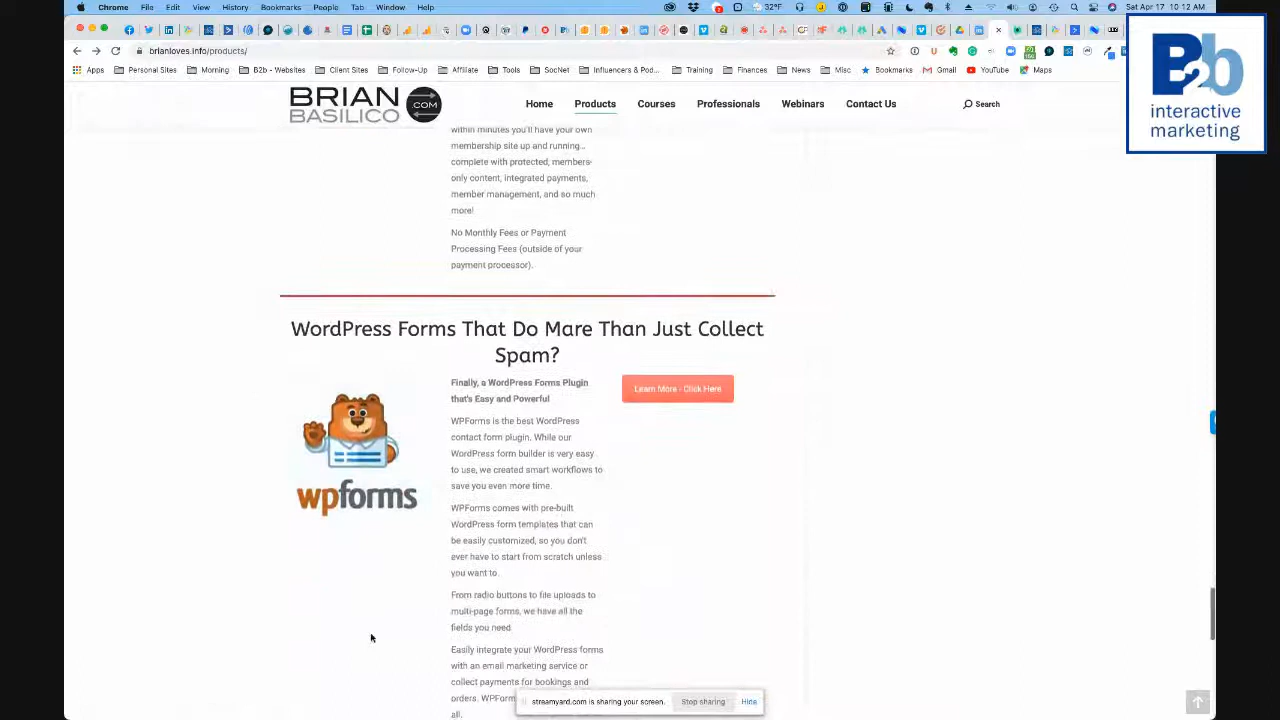 Chrome File Edit View History Bookmarks People Tab Window Help 32°F Sat Apr 17 10:12 AM
brianloves.info/products/
Apps Personal Sites Morning B2b - Websites Client Sites Follow-Up Affiliate Tools SocNet Influencers & Pod... Training Finances News Misc Bookmarks Gmail YouTube Maps
B2b
interactive
marketing
BRIAN
BASILICO
.COM
Home Products Courses Professionals Webinars Contact Us Search
within minutes you'll have your own
membership site up and running...
complete with protected, members-
only content, integrated payments,
member management, and so much
more!
No Monthly Fees or Payment
Processing Fees (outside of your
payment processor).
WordPress Forms That Do Mare Than Just Collect
Spam?
Finally, a WordPress Forms Plugin
that's Easy and Powerful
Learn More - Click Here
WPForms is the best WordPress
contact form plugin. While our
WordPress form builder is very easy
to use, we created smart workflows to
save you even more time.
wpforms
WPForms comes with pre-built
WordPress form templates that can
be easily customized, so you don't
ever have to start from scratch unless
you want to.
From radio buttons to file uploads to
multi-page forms, we have all the
fields you need.
Easily integrate your WordPress forms
with an email marketing service or
collect payments for bookings and
orders. WPForm
all.
streamyard.com is sharing your screen. Stop sharing Hide